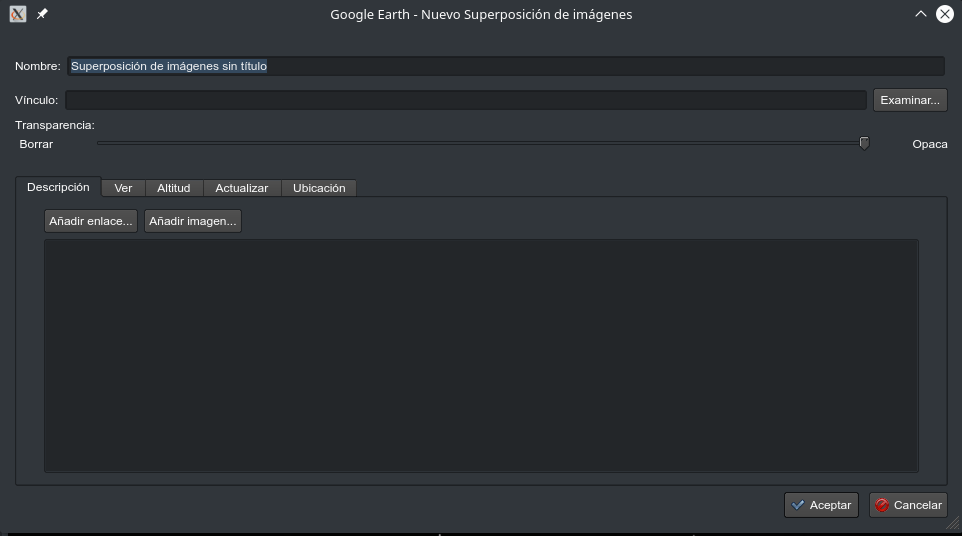 Google Earth - Nuevo Superposición de imágenes
Nombre: Superposición de imágenes sin título
Vínculo: Examinar...
Transparencia:
Borrar Opaca
Descripción Ver Altitud Actualizar Ubicación
Añadir enlace... Añadir imagen...
Aceptar Cancelar